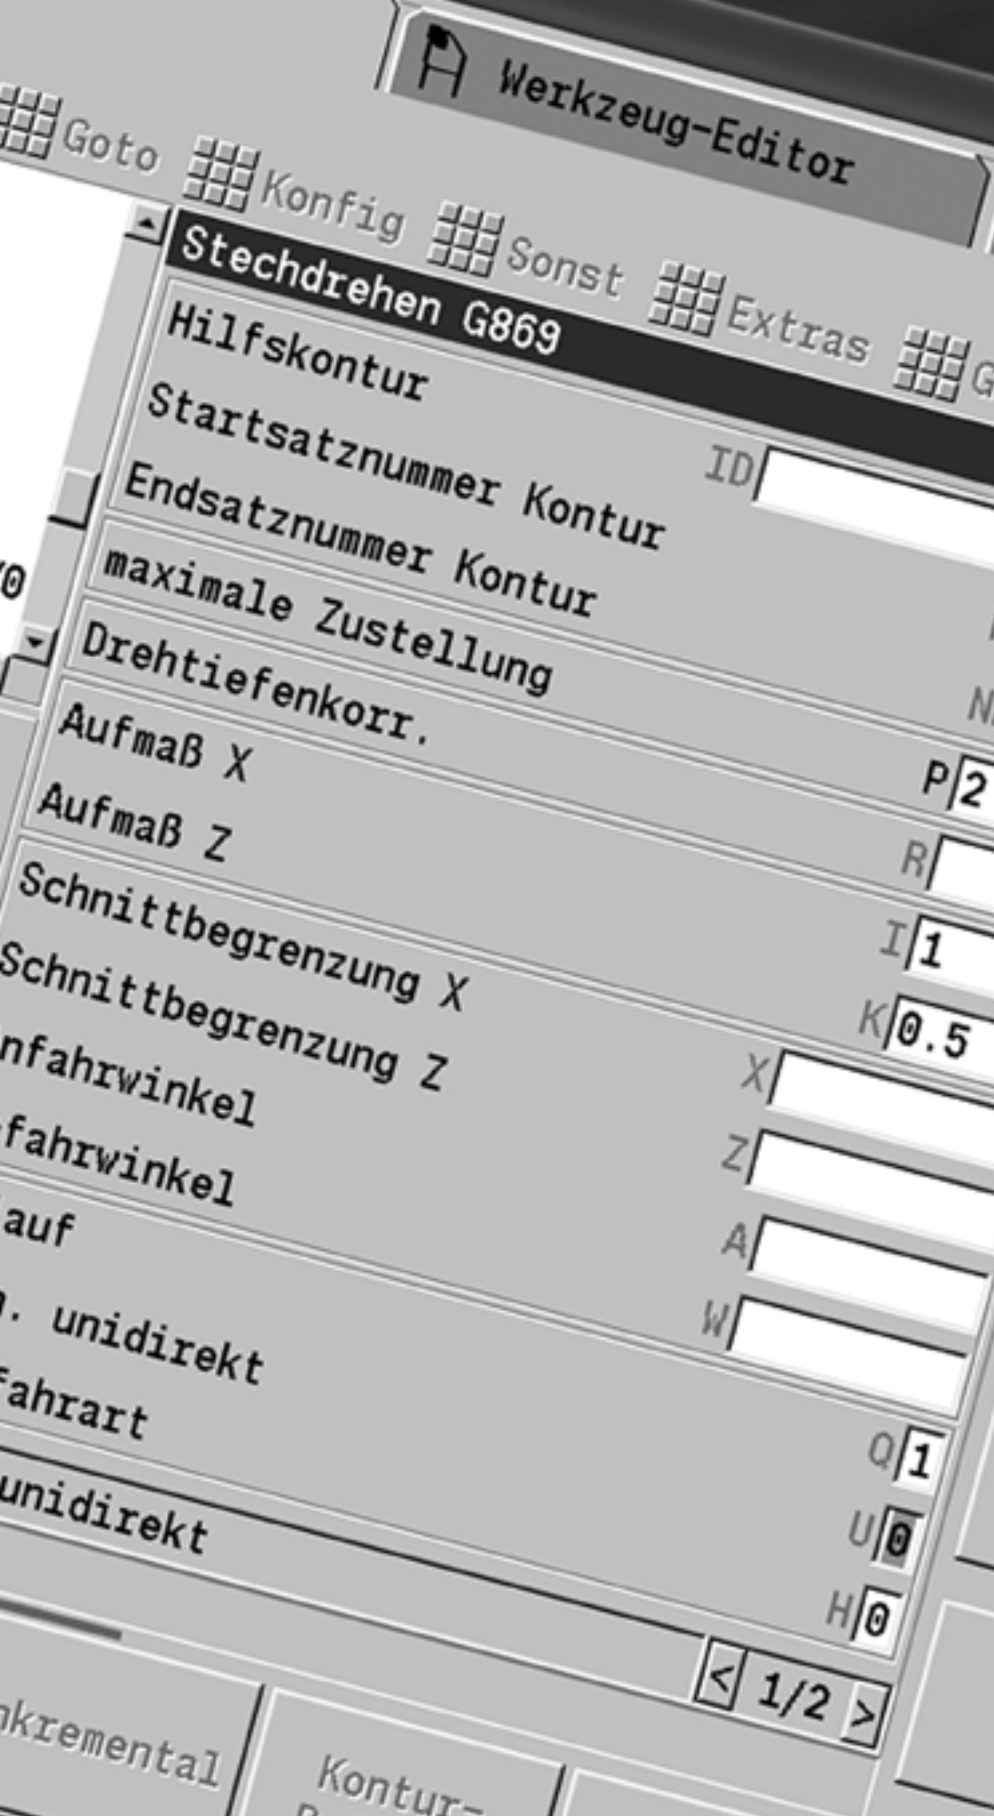 Werkzeug-Editor
Goto Konfig Sonst Extras G
Stechdrehen G869
Hilfskontur ID
Startsatznummer Kontur
Endsatznummer Kontur
maximale Zustellung P 2
Drehtiefenkorr. R
Aufmaß X I 1
Aufmaß Z K 0.5
Schnittbegrenzung X X
Schnittbegrenzung Z Z
nfahrwinkel A
fahrwinkel W
auf Q 1
. unidirekt U 0
fahrart H 0
unidirekt
< 1/2 >
nkremental Kontur-